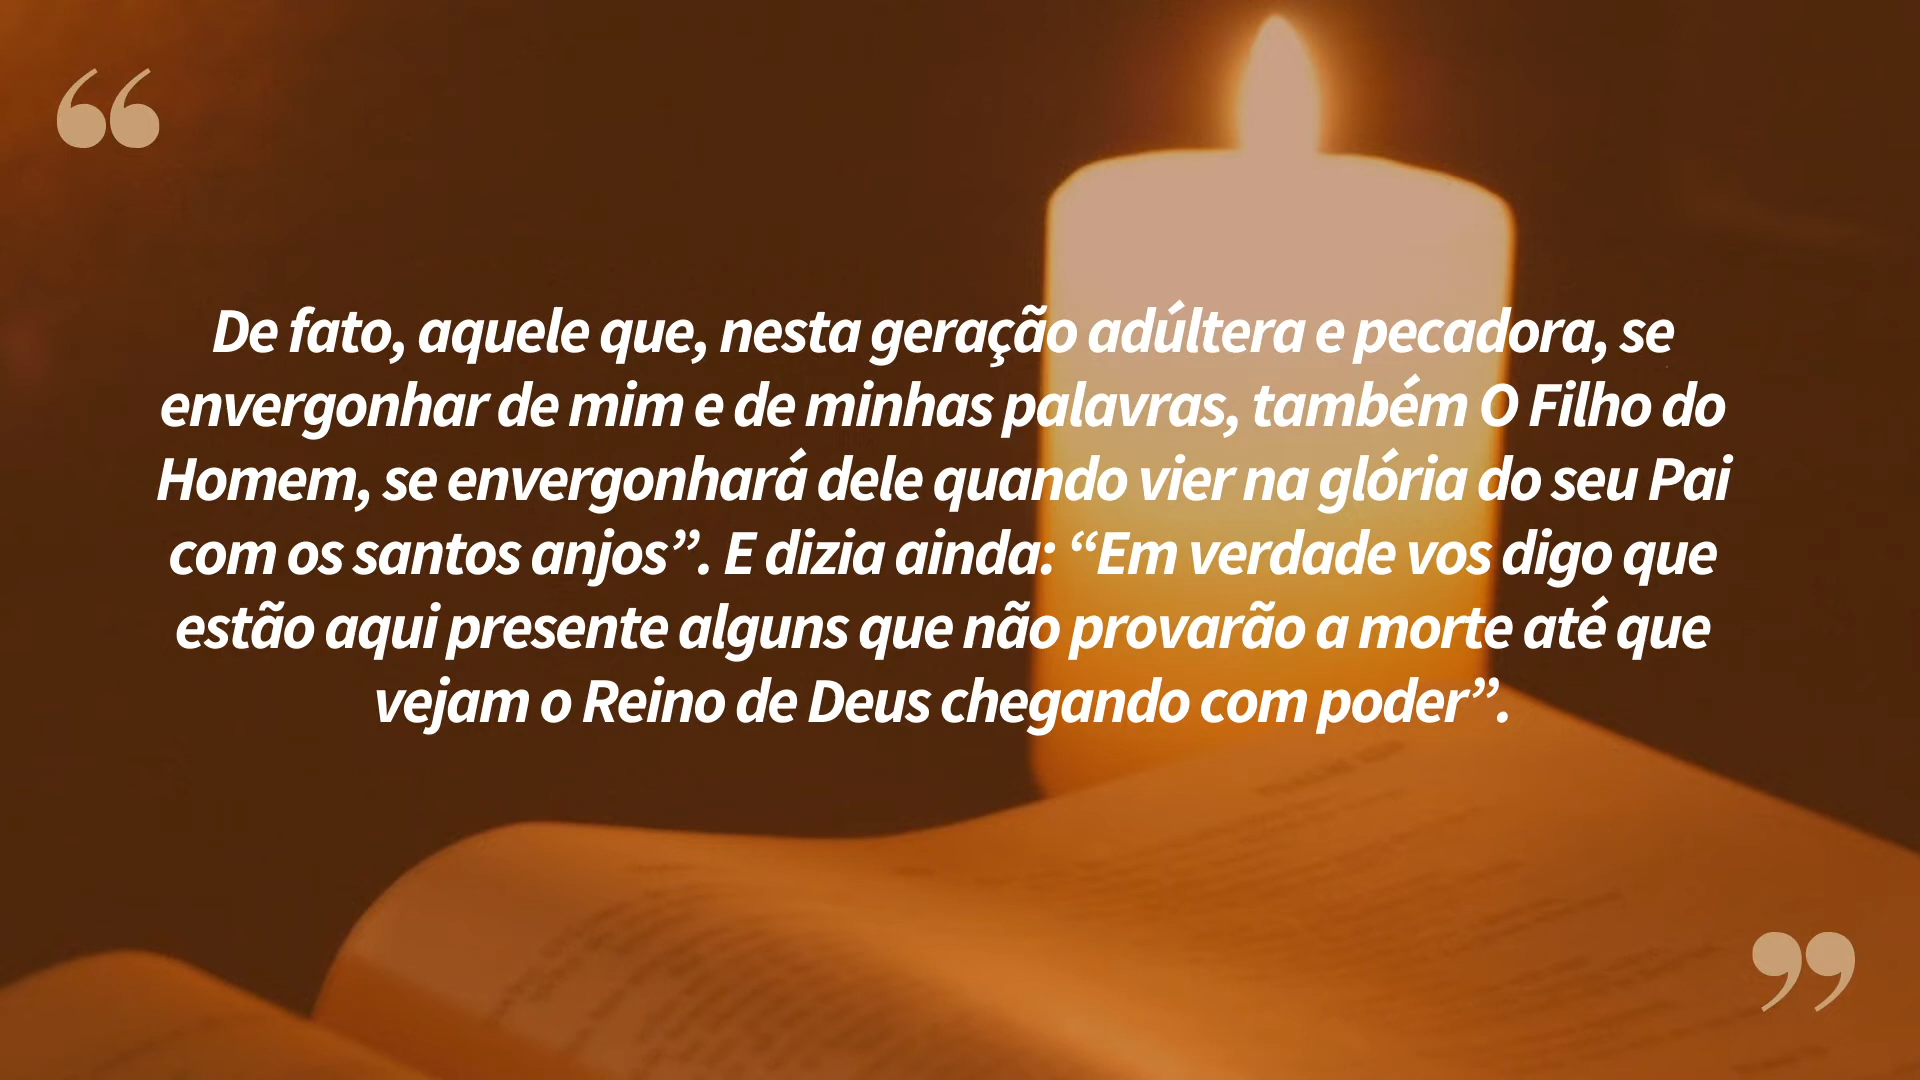 De fato, aquele que, nesta geração adúltera e pecadora, se
envergonhar de mim e de minhas palavras, também O Filho do
Homem, se envergonhará dele quando vier na glória do seu Pai
com os santos anjos”. E dizia ainda: “Em verdade vos digo que
estão aqui presente alguns que não provarão a morte até que
vejam o Reino de Deus chegando com poder”.